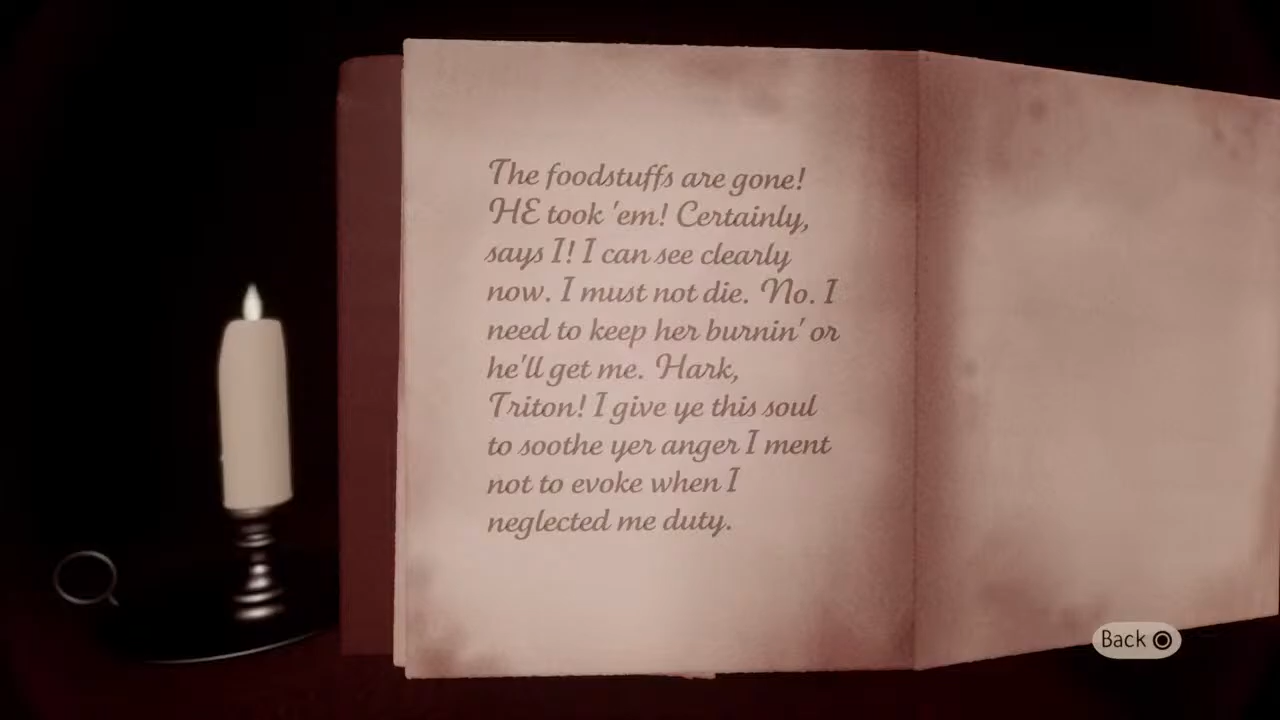 The foodstuffs are gone!
HE took 'em! Certainly,
says I! I can see clearly
now. I must not die. No. I
need to keep her burnin' or
he'll get me. Hark,
Triton! I give ye this soul
to soothe yer anger I ment
not to evoke when I
neglected me duty.
Back